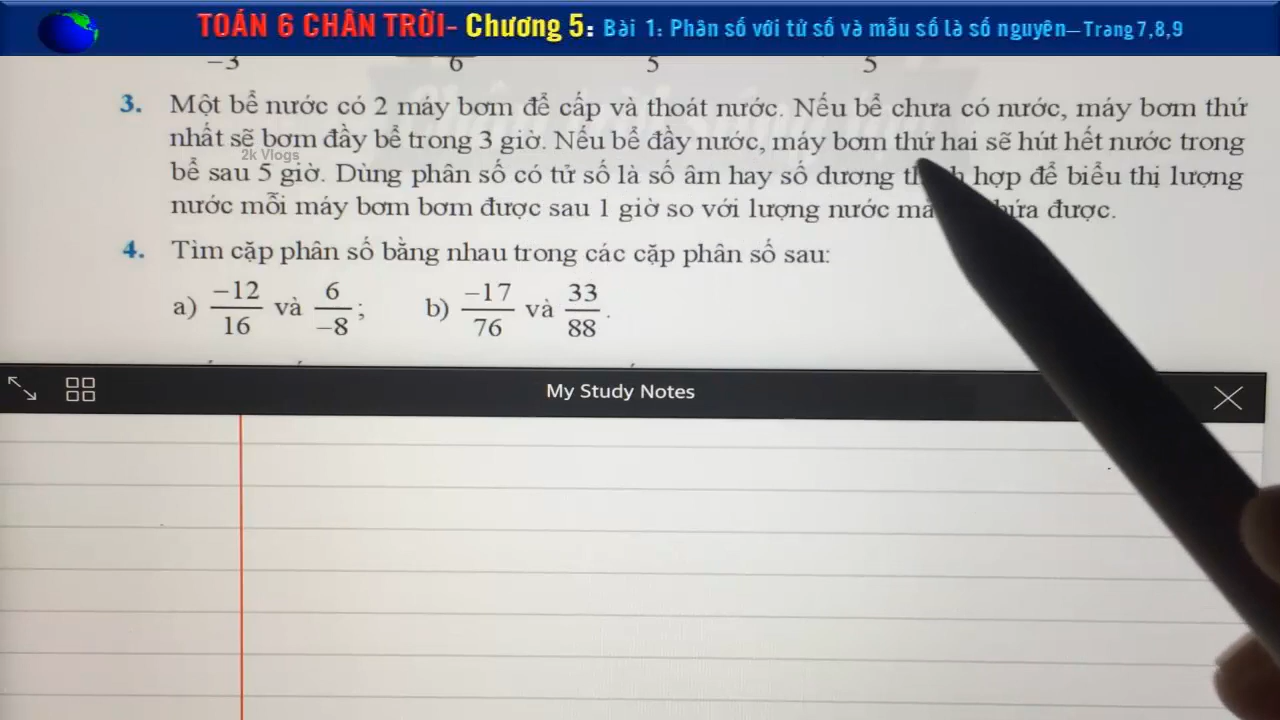 TOÁN 6 CHÂN TRỜI- Chương 5: Bài 1: Phân số với tử số và mẫu số là số nguyên–Trang 7,8,9
–3 6 5 5
3. Một bể nước có 2 máy bơm để cấp và thoát nước. Nếu bể chưa có nước, máy bơm thứ
nhất sẽ bơm đầy bể trong 3 giờ. Nếu bể đầy nước, máy bơm thứ hai sẽ hút hết nước trong
2k Vlogs
bể sau 5 giờ. Dùng phân số có tử số là số âm hay số dương hợp để biểu thị lượng
nước mỗi máy bơm bơm được sau 1 giờ so với lượng nước mà được.
4. Tìm cặp phân số bằng nhau trong các cặp phân số sau:
a) –12/16 và 6/–8; b) –17/76 và 33/88.
My Study Notes